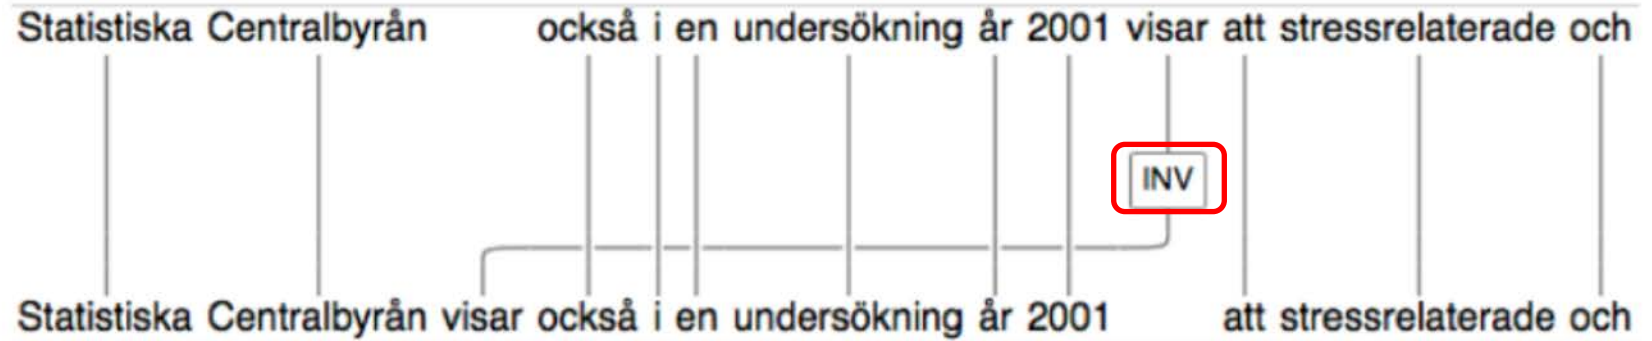 Statistiska Centralbyrån också i en undersökning år 2001 visar att stressrelaterade och
INV
Statistiska Centralbyrån visar också i en undersökning år 2001 att stressrelaterade och